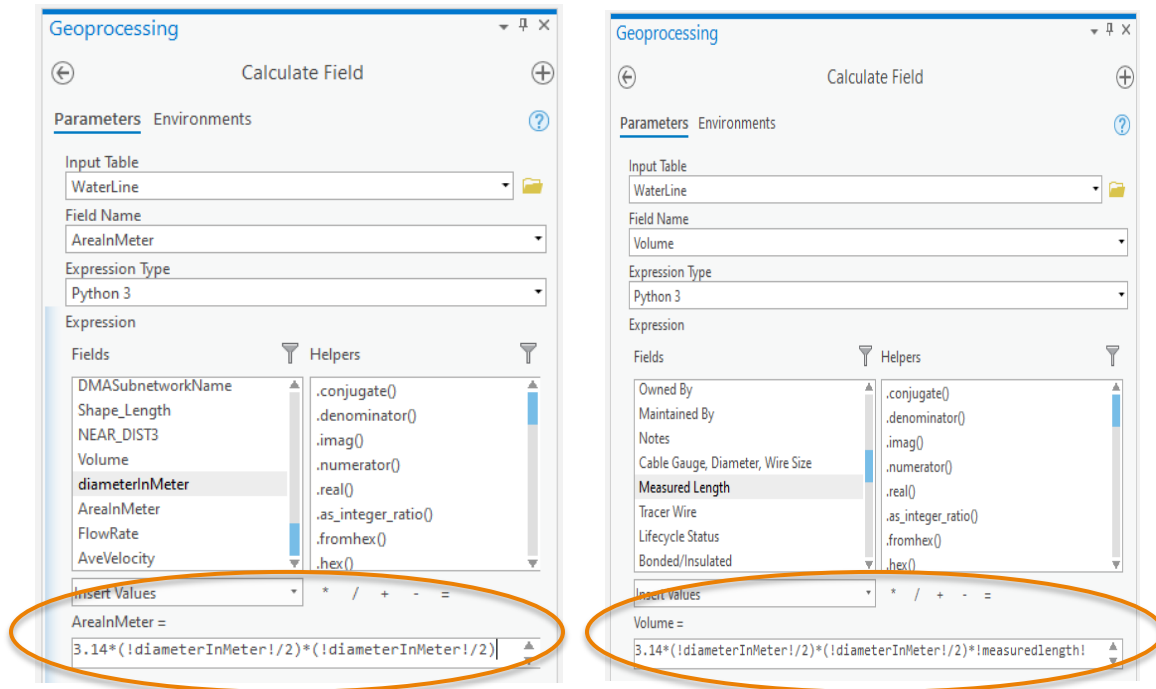 Geoprocessing
Calculate Field
Parameters Environments
Input Table
WaterLine
Field Name
AreaInMeter
Expression Type
Python 3
Expression
Fields
Helpers
DMASubnetworkName
Shape_Length
NEAR_DIST3
Volume
diameterInMeter
AreaInMeter
FlowRate
AveVelocity
.conjugate()
.denominator()
.imag()
.numerator()
.real()
.as_integer_ratio()
.fromhex()
.hex()
Insert Values
* / + - =
AreaInMeter =
3.14*(!diameterInMeter!/2)*(!diameterInMeter!/2)
Geoprocessing
Calculate Field
Parameters Environments
Input Table
WaterLine
Field Name
Volume
Expression Type
Python 3
Expression
Fields
Helpers
Owned By
Maintained By
Notes
Cable Gauge, Diameter, Wire Size
Measured Length
Tracer Wire
Lifecycle Status
Bonded/Insulated
.conjugate()
.denominator()
.imag()
.numerator()
.real()
.as_integer_ratio()
.fromhex()
.hex()
Insert Values
* / + - =
Volume =
3.14*(!diameterInMeter!/2)*(!diameterInMeter!/2)*!measuredlength!